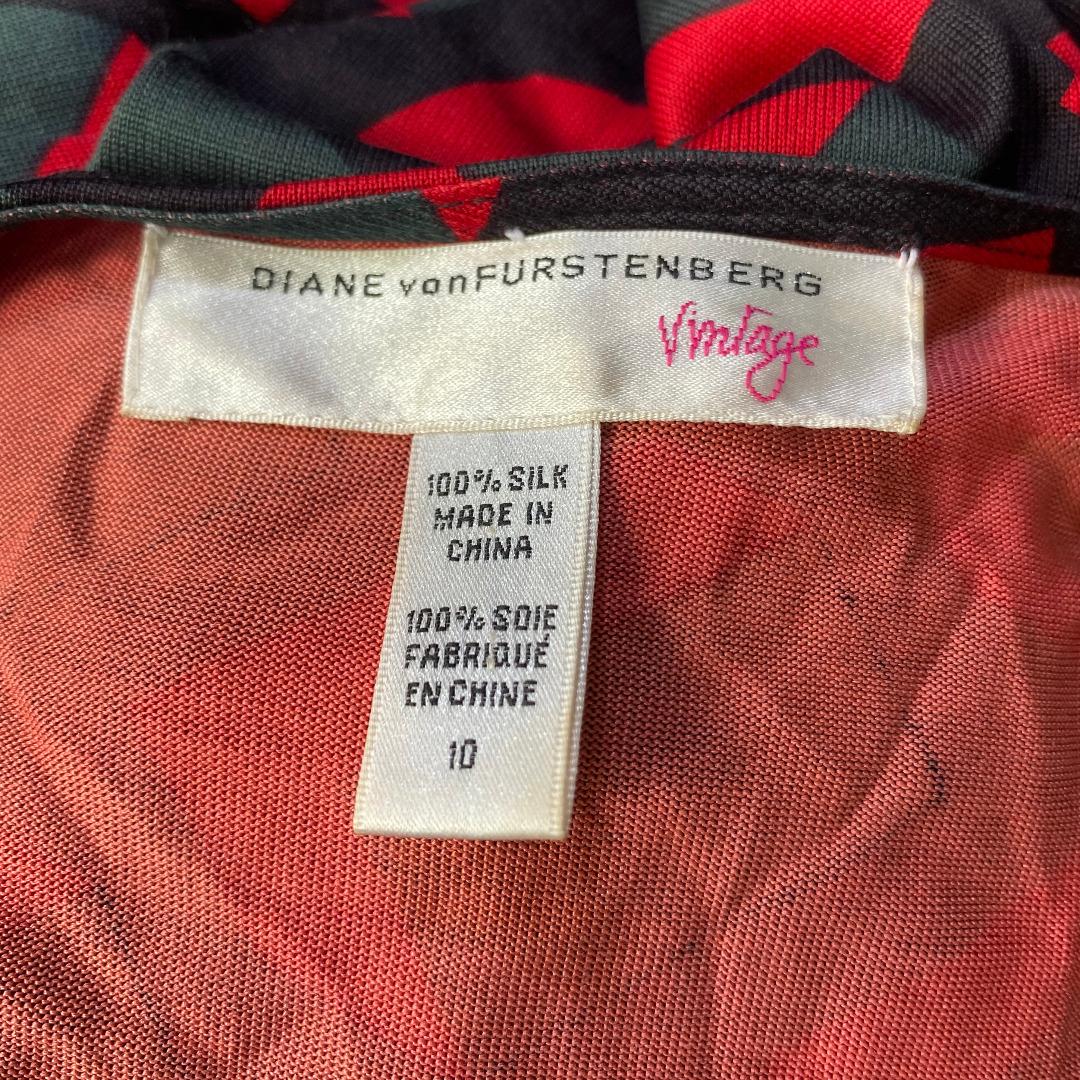 DIANE vonFURSTENBERG
Vintage
100% SILK
MADE IN
CHINA
100% SOIE
FABRIQUÉ
EN CHINE
10